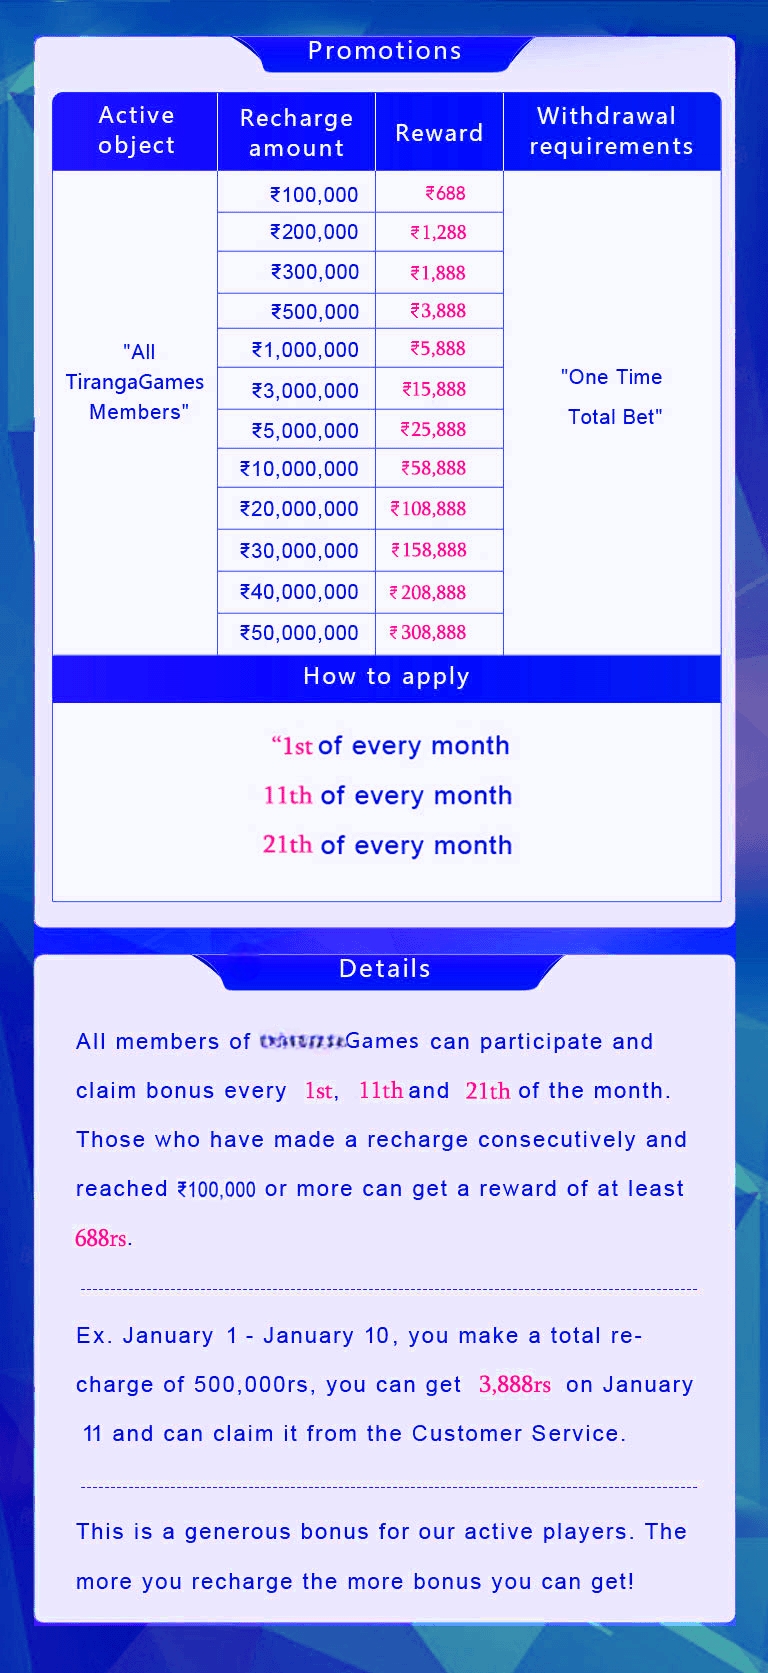 Promotions
Active object
Recharge amount
Reward
Withdrawal requirements
"All
TirangaGames
Members"
₹100,000 ₹688
₹200,000 ₹1,288
₹300,000 ₹1,888
₹500,000 ₹3,888
₹1,000,000 ₹5,888
₹3,000,000 ₹15,888
₹5,000,000 ₹25,888
₹10,000,000 ₹58,888
₹20,000,000 ₹108,888
₹30,000,000 ₹158,888
₹40,000,000 ₹208,888
₹50,000,000 ₹308,888
"One Time
Total Bet"
How to apply
“1st of every month
11th of every month
21th of every month
Details
All members of Games can participate and
claim bonus every 1st, 11th and 21th of the month.
Those who have made a recharge consecutively and
reached ₹100,000 or more can get a reward of at least
688rs.
Ex. January 1 - January 10, you make a total re-
charge of 500,000rs, you can get 3,888rs on January
11 and can claim it from the Customer Service.
This is a generous bonus for our active players. The
more you recharge the more bonus you can get!